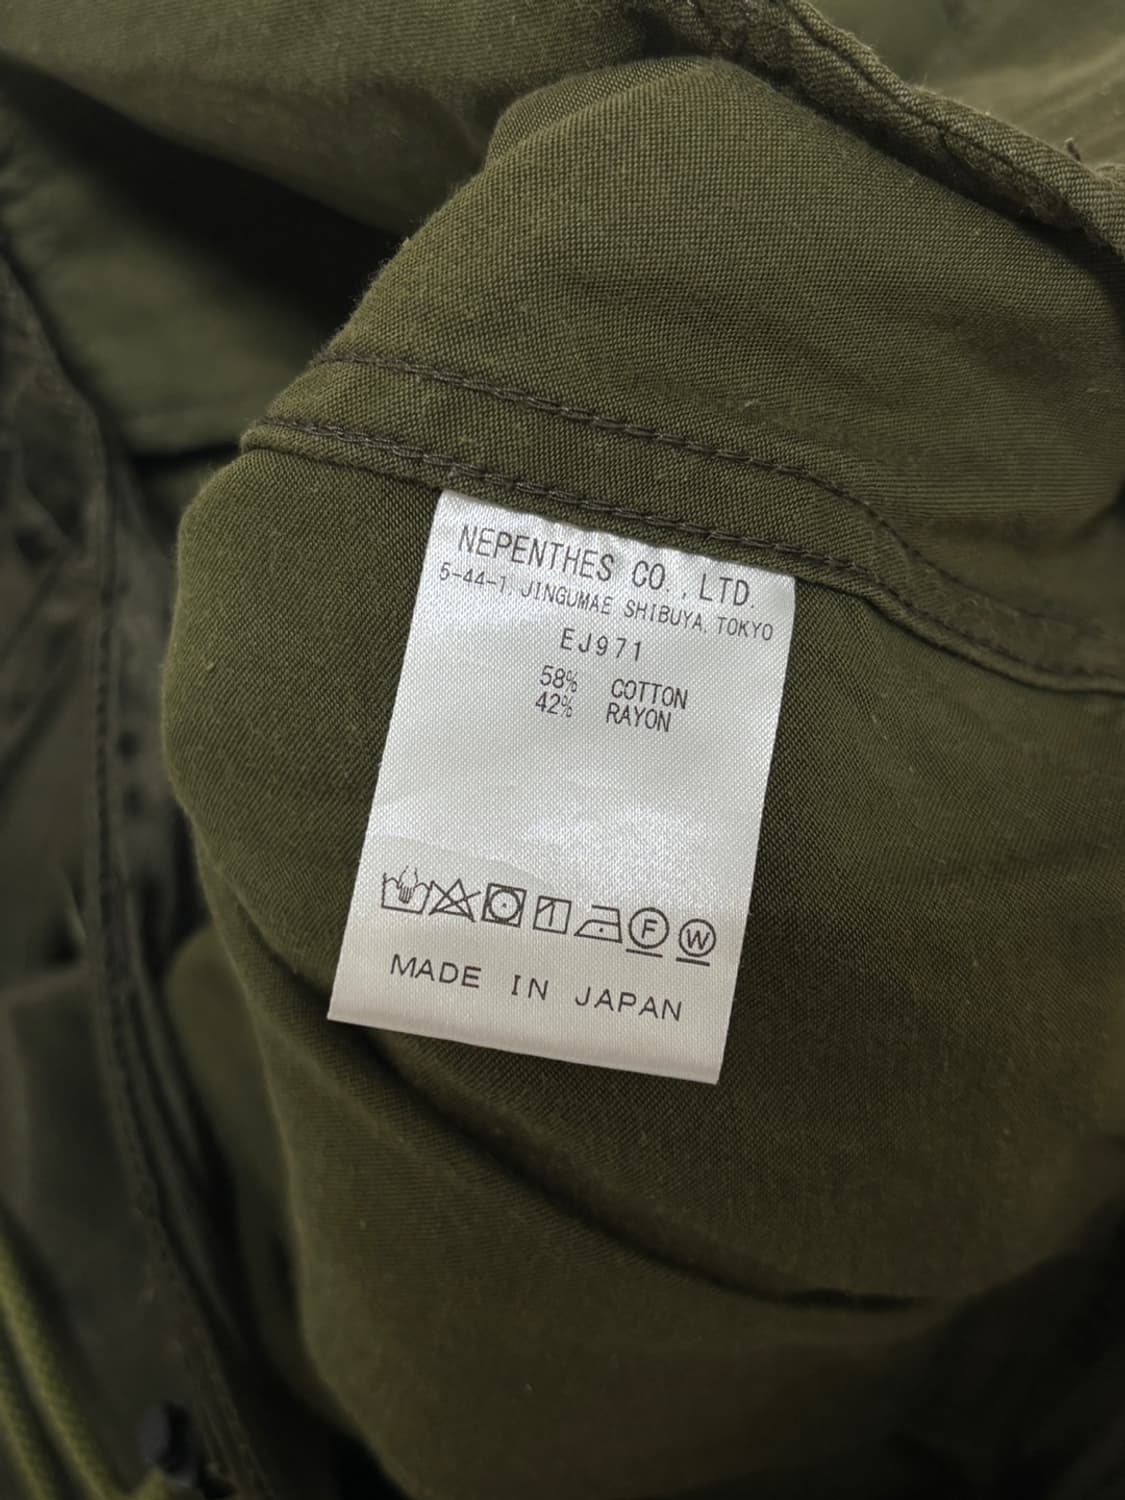 NEPENTHES CO.,LTD.
5-44-1, JINGUMAE SHIBUYA, TOKYO
EJ971
58% COTTON
42% RAYON
F W
MADE IN JAPAN